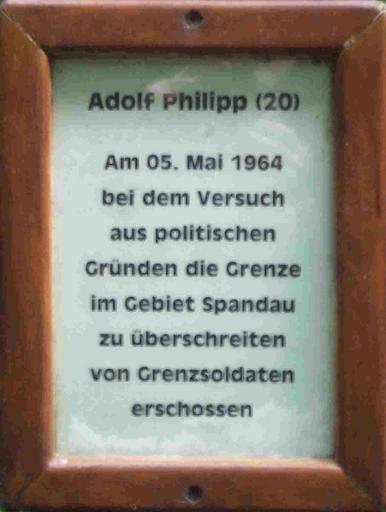 Adolf Philipp (20)
Am 05. Mai 1964
bei dem Versuch
aus politischen
Gründen die Grenze
im Gebiet Spandau
zu überschreiten
von Grenzsoldaten
erschossen